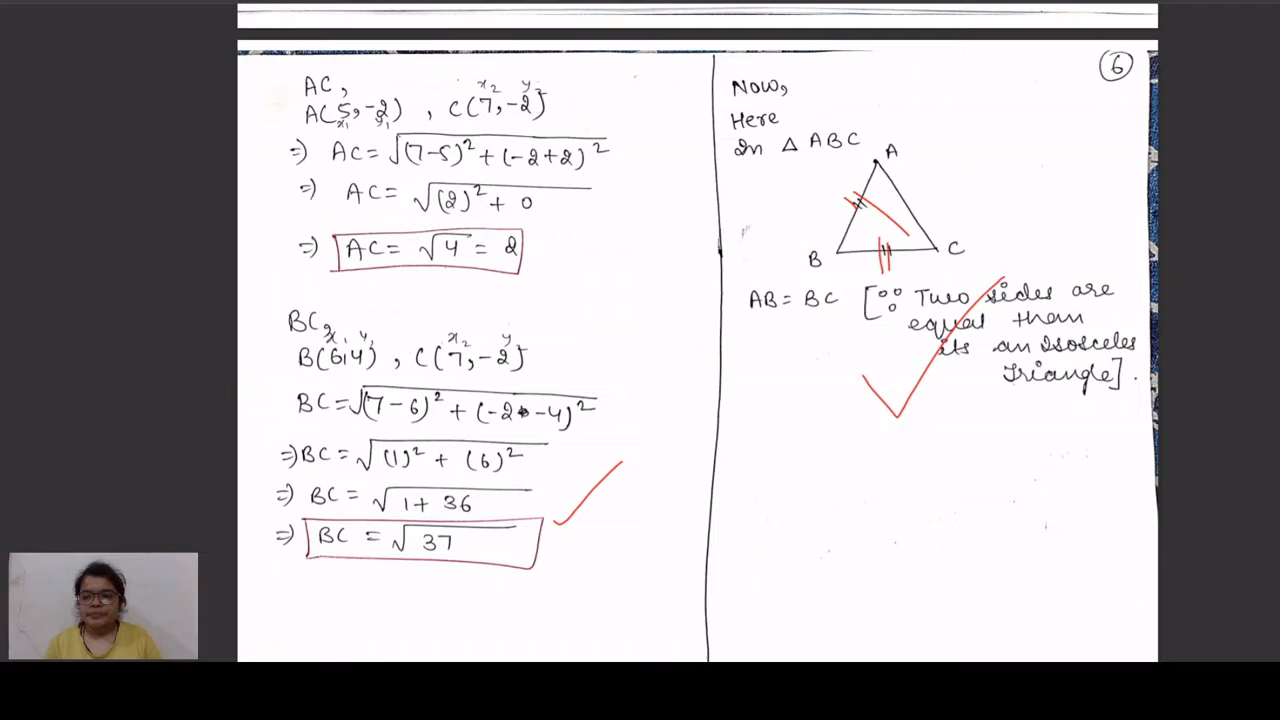 AC,
x₂ y₂
A(5,-2) , C(7,-2)
x₁ y₁
⇒ AC = √(7-5)² + (-2+2)²
⇒ AC = √(2)² + 0
⇒ AC = √4 = 2
BC,
x₁ y₁ x₂ y
B(6,4) , C(7,-2)
BC = √(7-6)² + (-2 -4)²
⇒ BC = √(1)² + (6)²
⇒ BC = √1 + 36
⇒ BC = √37
6
Now,
Here
In △ ABC
A
B
C
AB = BC [∵ Two sides are
equal then
its an Isosceles
Triangle].